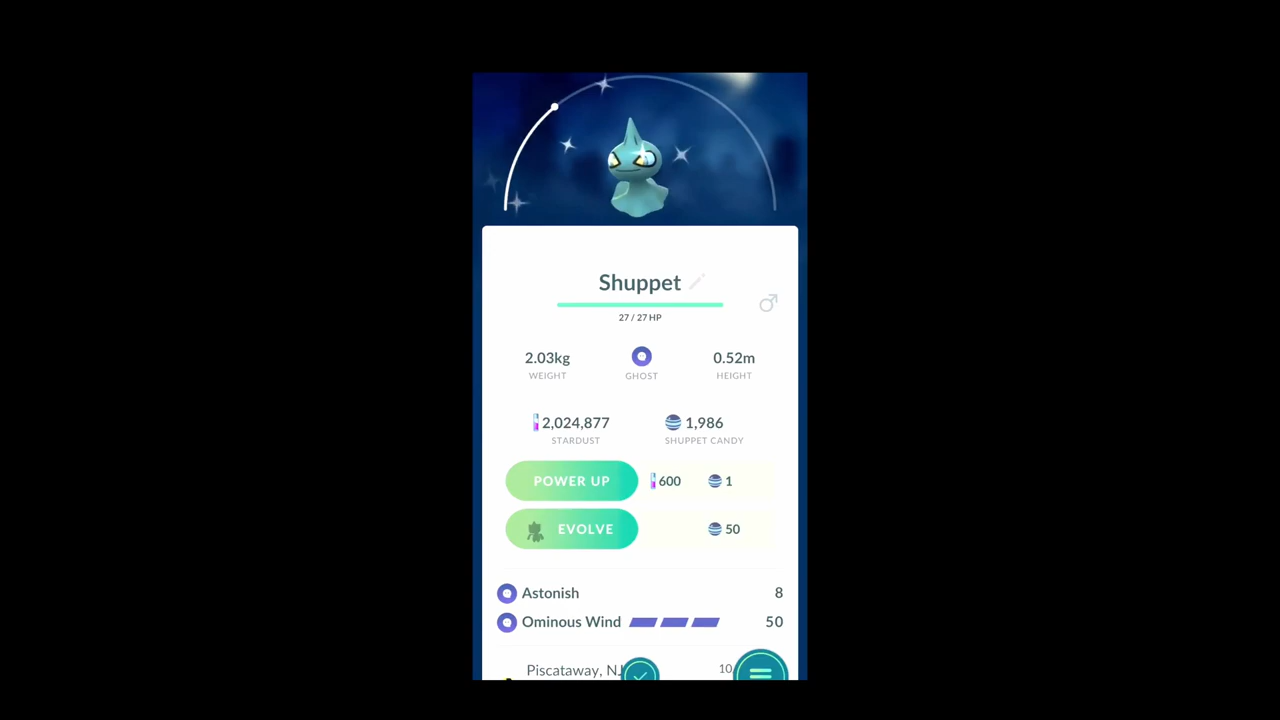 Shuppet
27 / 27 HP
2.03kg
WEIGHT
GHOST
0.52m
HEIGHT
2,024,877
STARDUST
1,986
SHUPPET CANDY
POWER UP 600 1
EVOLVE 50
Astonish 8
Ominous Wind 50
Piscataway, NJ 10